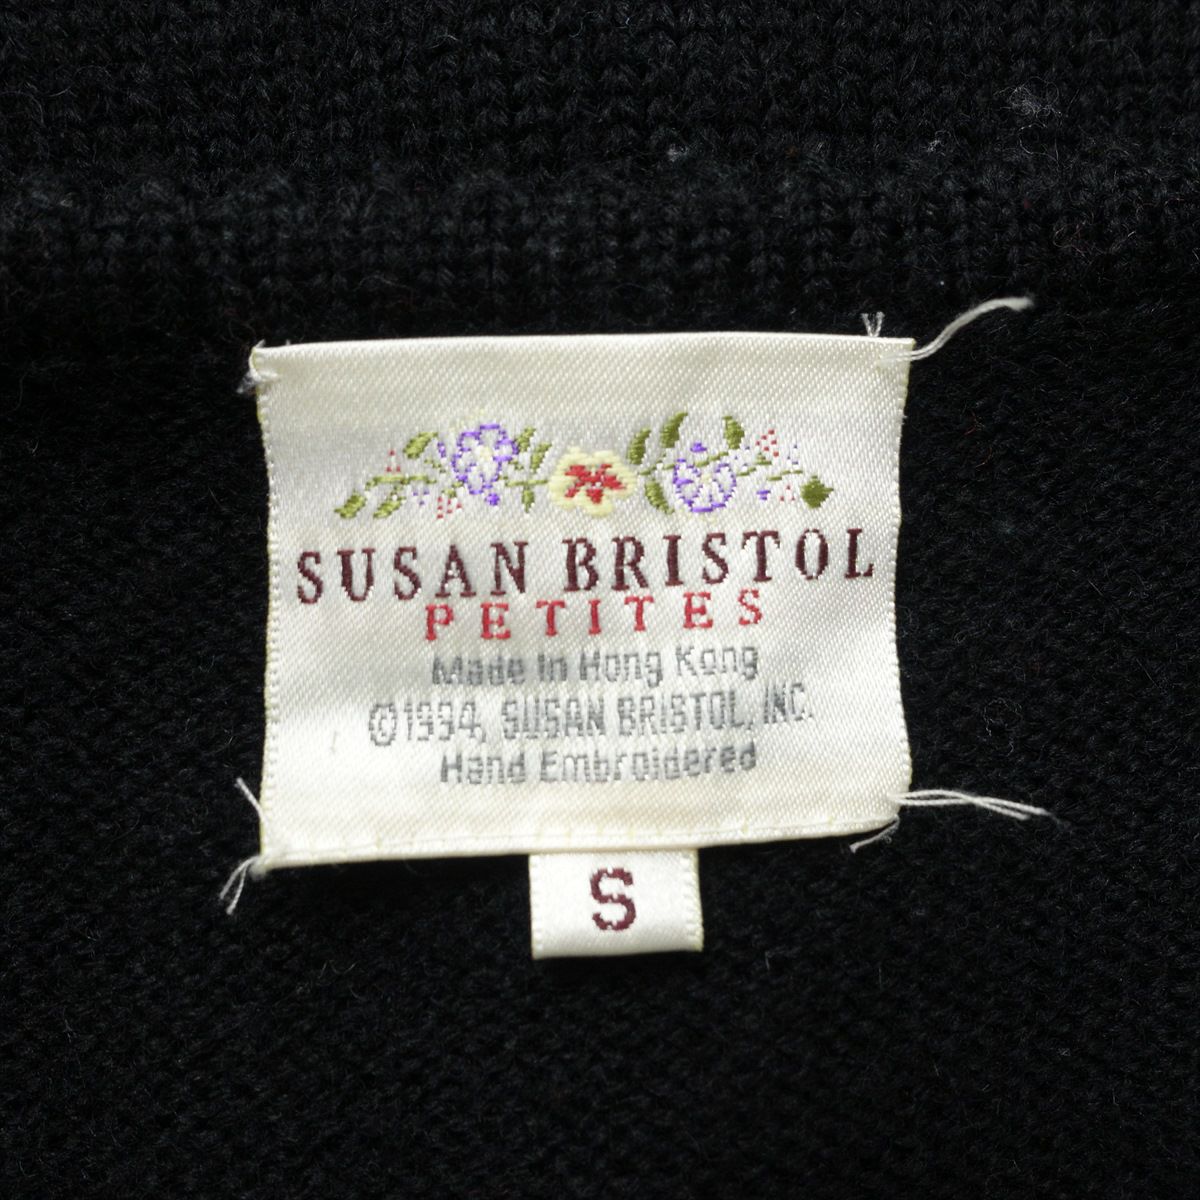 SUSAN BRISTOL
PETITES
Made In Hong Kong
©1994, SUSAN BRISTOL, INC.
Hand Embroidered
S